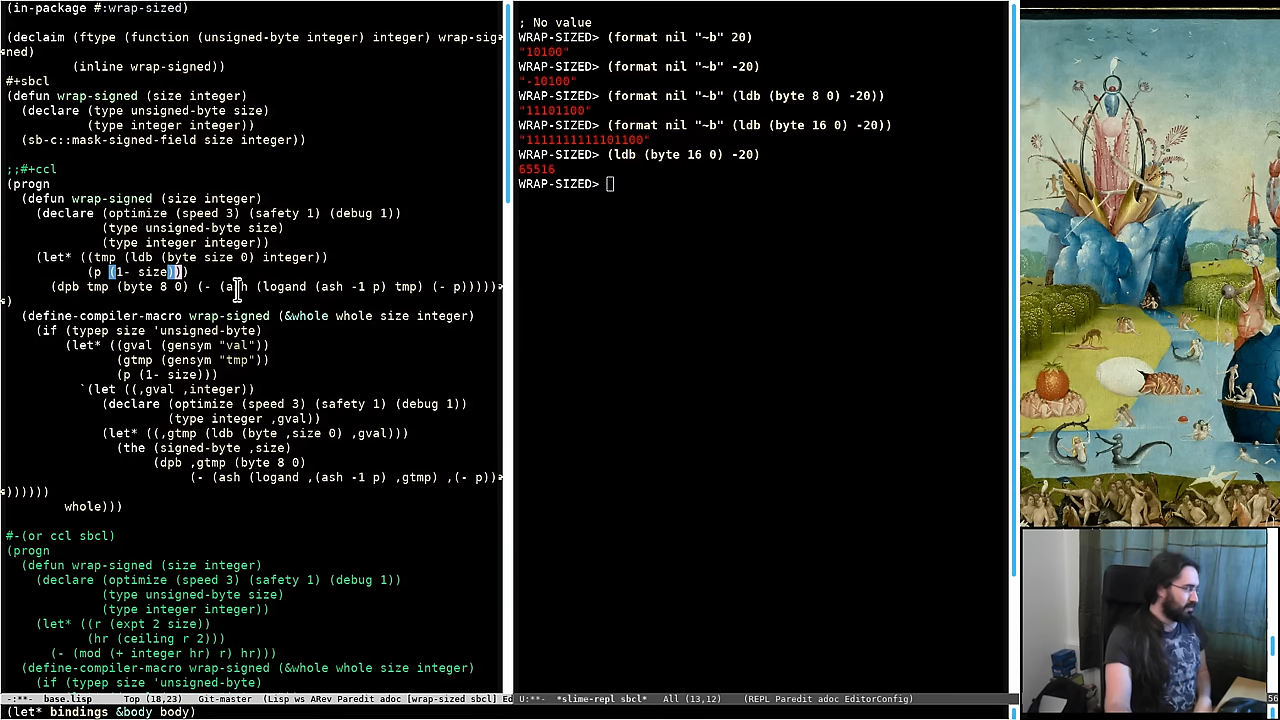 (in-package #:wrap-sized)
(declaim (ftype (function (unsigned-byte integer) integer) wrap-sig
ned)
(inline wrap-signed))
#+sbcl
(defun wrap-signed (size integer)
(declare (type unsigned-byte size)
(type integer integer))
(sb-c::mask-signed-field size integer))
;;#+ccl
(progn
(defun wrap-signed (size integer)
(declare (optimize (speed 3) (safety 1) (debug 1))
(type unsigned-byte size)
(type integer integer))
(let* ((tmp (ldb (byte size 0) integer))
(p (1- size)))
(dpb tmp (byte 8 0) (- (ash (logand (ash -1 p) tmp) (- p)))))
)
(define-compiler-macro wrap-signed (&whole whole size integer)
(if (typep size 'unsigned-byte)
(let* ((gval (gensym "val"))
(gtmp (gensym "tmp"))
(p (1- size)))
`(let ((,gval ,integer))
(declare (optimize (speed 3) (safety 1) (debug 1))
(type integer ,gval))
(let* ((,gtmp (ldb (byte ,size 0) ,gval)))
(the (signed-byte ,size)
(dpb ,gtmp (byte 8 0)
(- (ash (logand ,(ash -1 p) ,gtmp) ,(- p))
))))))
whole)))
#-(or ccl sbcl)
(progn
(defun wrap-signed (size integer)
(declare (optimize (speed 3) (safety 1) (debug 1))
(type unsigned-byte size)
(type integer integer))
(let* ((r (expt 2 size))
(hr (ceiling r 2)))
(- (mod (+ integer hr) r) hr)))
(define-compiler-macro wrap-signed (&whole whole size integer)
(if (typep size 'unsigned-byte)
-:**- base.lisp Top (18,23) Git-master (Lisp ws ARev Paredit adoc [wrap-sized sbcl] Ed
(let* bindings &body body)
; No value
WRAP-SIZED> (format nil "~b" 20)
"10100"
WRAP-SIZED> (format nil "~b" -20)
"-10100"
WRAP-SIZED> (format nil "~b" (ldb (byte 8 0) -20))
"11101100"
WRAP-SIZED> (format nil "~b" (ldb (byte 16 0) -20))
"1111111111101100"
WRAP-SIZED> (ldb (byte 16 0) -20)
65516
WRAP-SIZED>
U:**- *slime-repl sbcl* All (13,12) (REPL Paredit adoc EditorConfig)
56